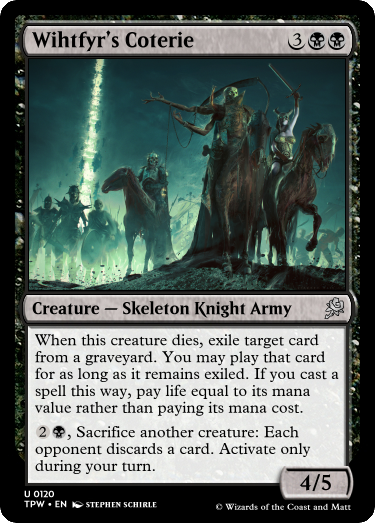 Wihtfyr's Coterie 3
Creature — Skeleton Knight Army
When this creature dies, exile target card
from a graveyard. You may play that card
for as long as it remains exiled. If you cast a
spell this way, pay life equal to its mana
value rather than paying its mana cost.
2 , Sacrifice another creature: Each
opponent discards a card. Activate only
during your turn.
4/5
U 0120
TPW • EN STEPHEN SCHIRLE
© Wizards of the Coast and Matt